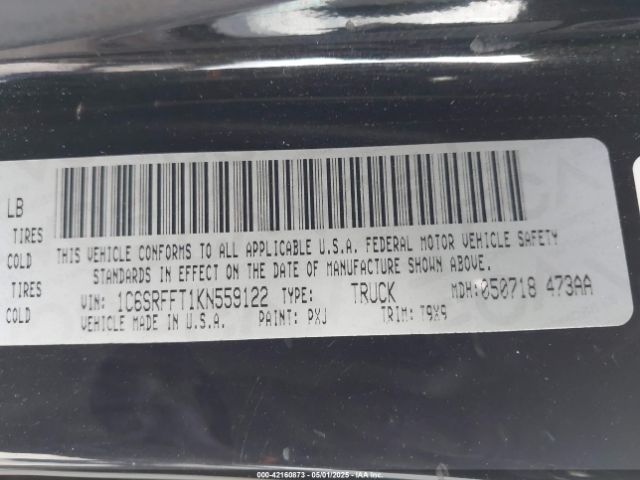 LB
TIRES
COLD
TIRES
COLD
THIS VEHICLE CONFORMS TO ALL APPLICABLE U.S.A. FEDERAL MOTOR VEHICLE SAFETY
STANDARDS IN EFFECT ON THE DATE OF MANUFACTURE SHOWN ABOVE.
VIN: 1C6SRFFT1KN559122 TYPE: TRUCK MDH: 050718 473AA
VEHICLE MADE IN U.S.A. PAINT: PXJ TRIM: T9X9
000-42160873 - 05/01/2025 - IAAI.COM